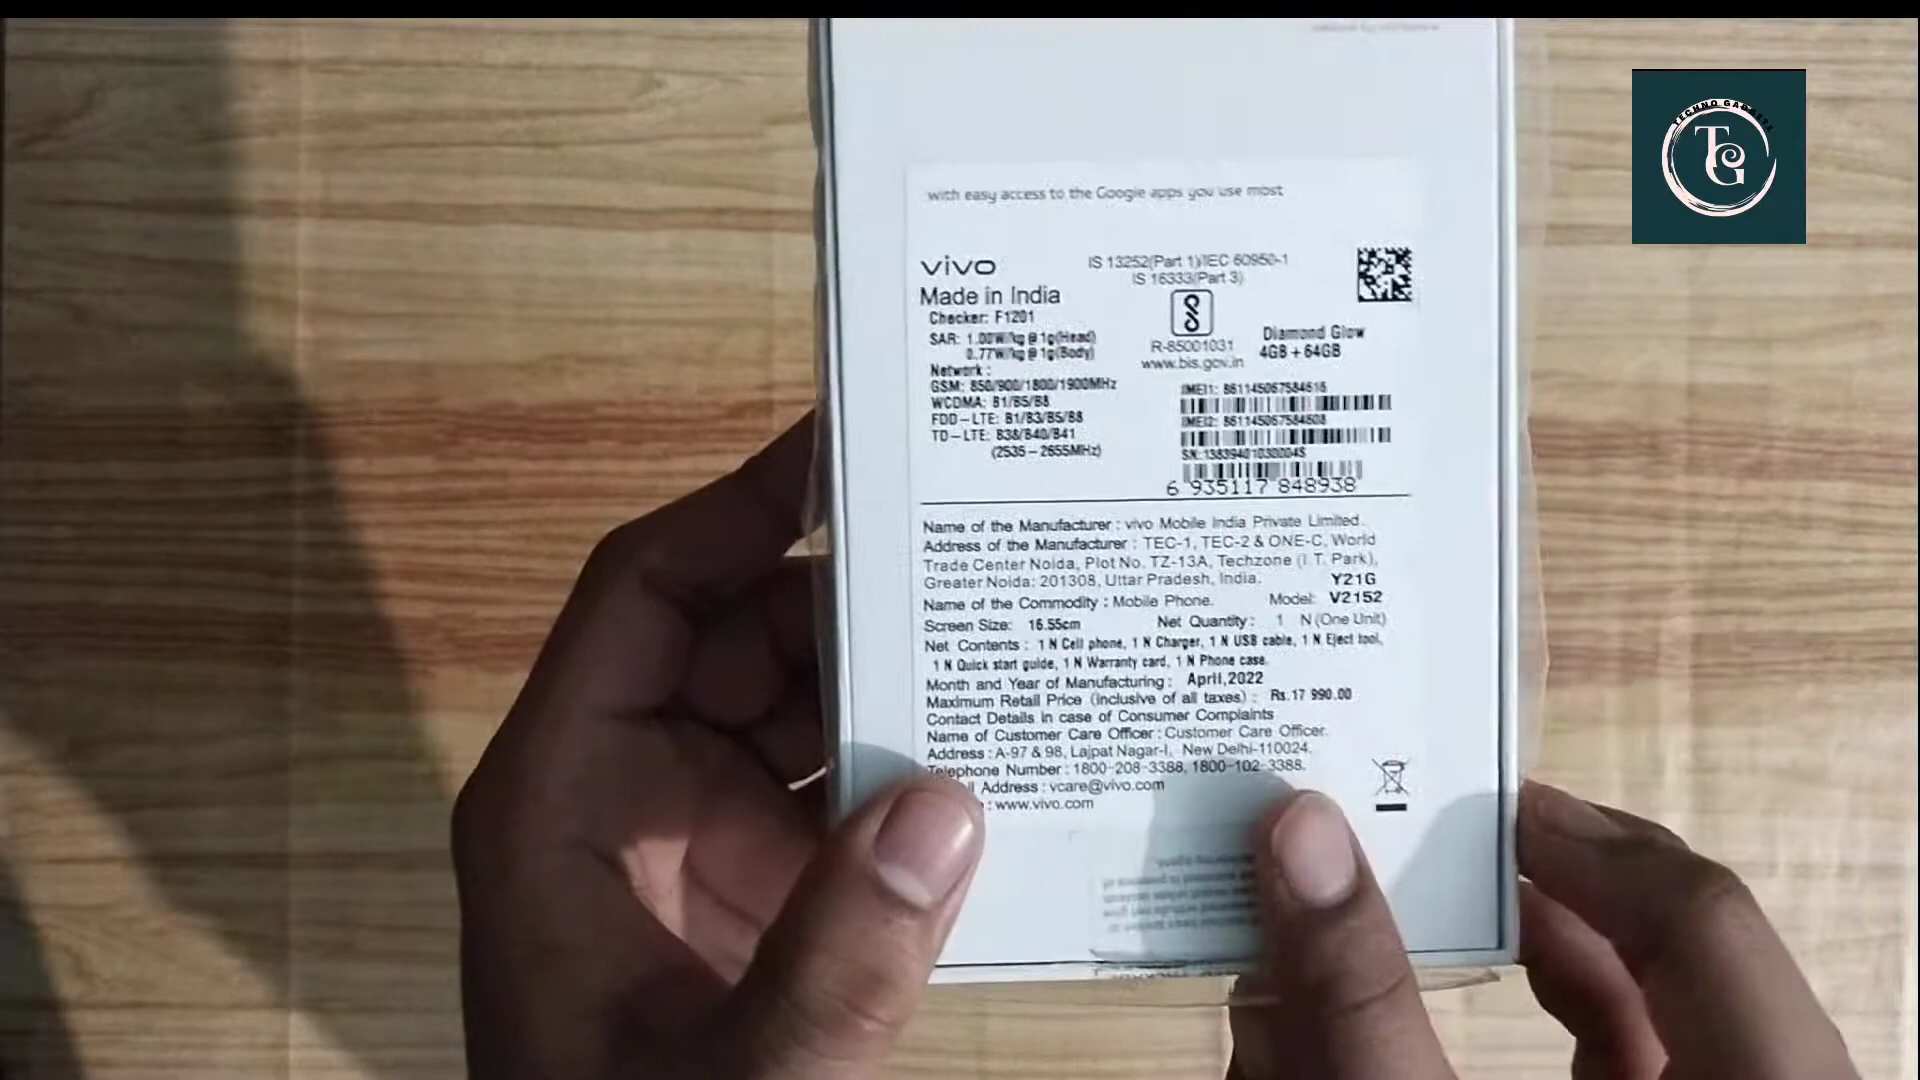 TECHNO GADGETS
TG
with easy access to the Google apps you use most
vivo
Made in India
Checker: F1201
SAR: 1.00W/kg @ 1g(Head)
0.77W/kg @ 1g(Body)
Network :
GSM: 850/900/1800/1900MHz
WCDMA: B1/B5/B8
FDD-LTE: B1/B3/B5/B8
TD-LTE: B38/B40/B41
(2535-2655MHz)
IS 13252(Part 1)/IEC 60950-1
IS 16333(Part 3)
R-85001031
www.bis.gov.in
Diamond Glow
4GB + 64GB
IMEI1: 861145067584616
IMEI2: 861145067584608
SN: 13839401030004S
6 935117 848938
Name of the Manufacturer : vivo Mobile India Private Limited.
Address of the Manufacturer : TEC-1, TEC-2 & ONE-C, World
Trade Center Noida, Plot No. TZ-13A, Techzone (I.T. Park),
Greater Noida: 201308, Uttar Pradesh, India.
Y21G
Name of the Commodity : Mobile Phone. Model: V2152
Screen Size: 16.55cm Net Quantity : 1 N (One Unit)
Net Contents : 1 N Cell phone, 1 N Charger, 1 N USB cable, 1 N Eject tool,
1 N Quick start guide, 1 N Warranty card, 1 N Phone case.
Month and Year of Manufacturing : April,2022
Maximum Retail Price (inclusive of all taxes) : Rs.17 990.00
Contact Details in case of Consumer Complaints
Name of Customer Care Officer : Customer Care Officer.
Address : A-97 & 98, Lajpat Nagar-I, New Delhi-110024.
Telephone Number : 1800-208-3388, 1800-102-3388.
Address : vcare@vivo.com
: www.vivo.com